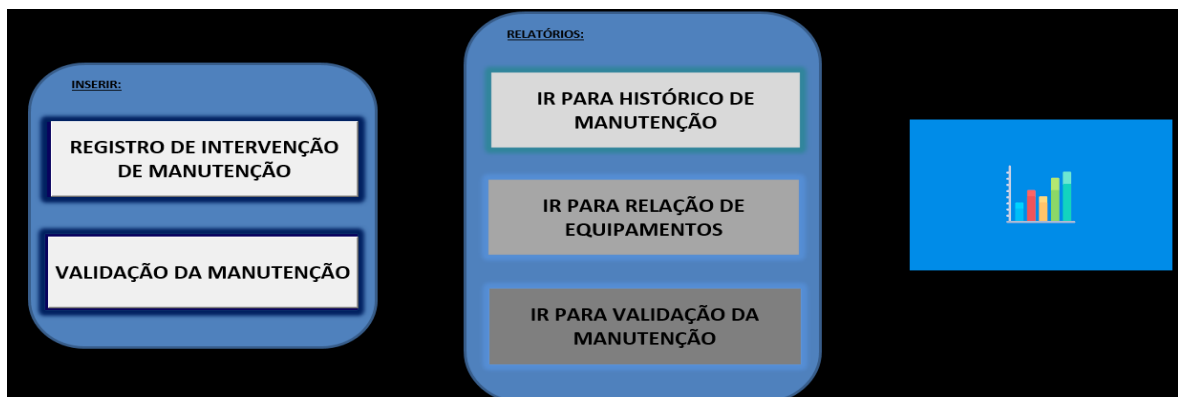 INSERIR:
REGISTRO DE INTERVENÇÃO
DE MANUTENÇÃO
VALIDAÇÃO DA MANUTENÇÃO
RELATÓRIOS:
IR PARA HISTÓRICO DE
MANUTENÇÃO
IR PARA RELAÇÃO DE
EQUIPAMENTOS
IR PARA VALIDAÇÃO DA
MANUTENÇÃO